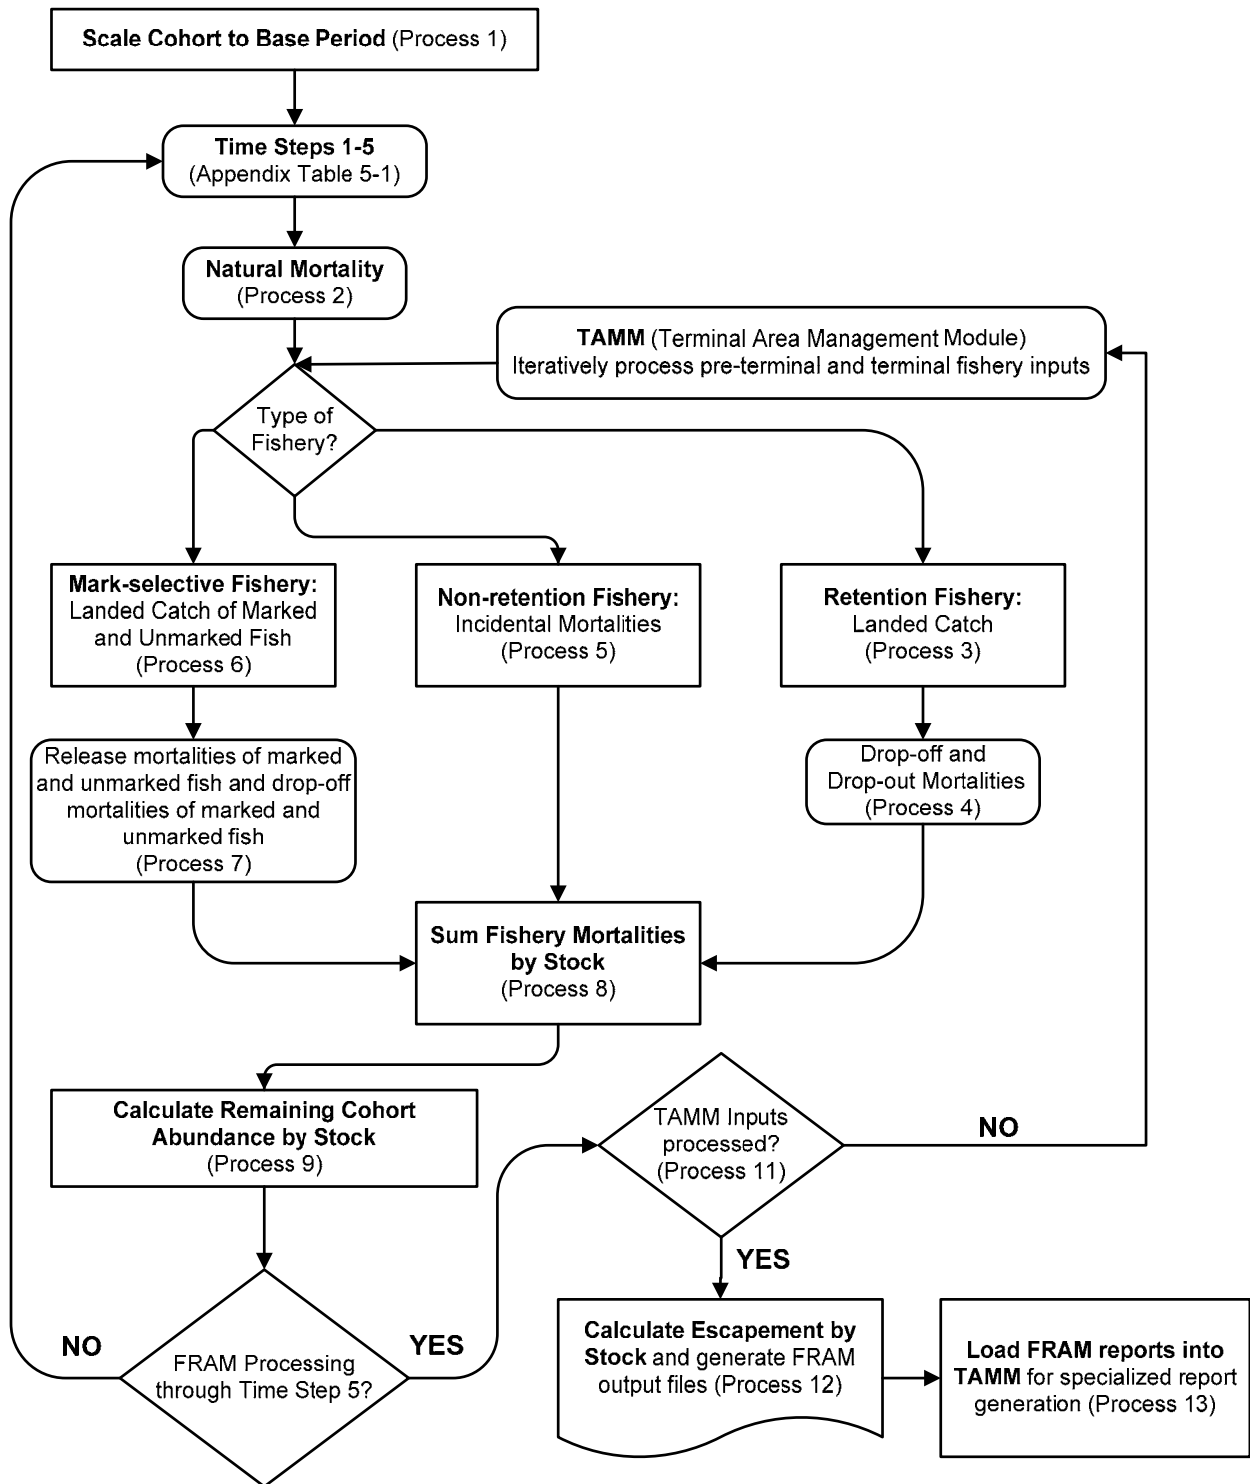 Scale Cohort to Base Period (Process 1)
Time Steps 1-5
(Appendix Table 5-1)
Natural Mortality
(Process 2)
TAMM (Terminal Area Management Module)
Iteratively process pre-terminal and terminal fishery inputs
Type of
Fishery?
Mark-selective Fishery:
Landed Catch of Marked
and Unmarked Fish
(Process 6)
Non-retention Fishery:
Incidental Mortalities
(Process 5)
Retention Fishery:
Landed Catch
(Process 3)
Release mortalities of marked
and unmarked fish and drop-off
mortalities of marked and
unmarked fish
(Process 7)
Drop-off and
Drop-out Mortalities
(Process 4)
Sum Fishery Mortalities
by Stock
(Process 8)
Calculate Remaining Cohort
Abundance by Stock
(Process 9)
TAMM Inputs
processed?
(Process 11)
NO
YES
NO
YES
FRAM Processing
through Time Step 5?
Calculate Escapement by
Stock and generate FRAM
output files (Process 12)
Load FRAM reports into
TAMM for specialized report
generation (Process 13)